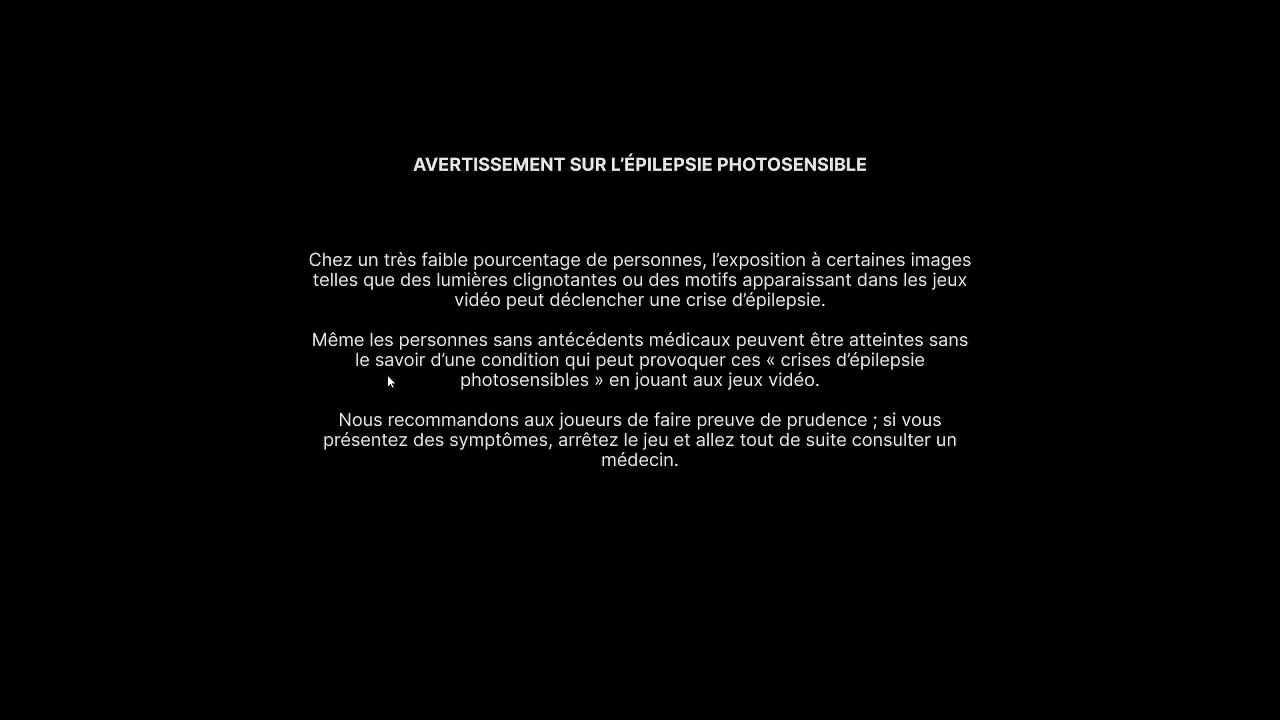 AVERTISSEMENT SUR L’ÉPILEPSIE PHOTOSENSIBLE
Chez un très faible pourcentage de personnes, l’exposition à certaines images
telles que des lumières clignotantes ou des motifs apparaissant dans les jeux
vidéo peut déclencher une crise d’épilepsie.
Même les personnes sans antécédents médicaux peuvent être atteintes sans
le savoir d’une condition qui peut provoquer ces « crises d’épilepsie
photosensibles » en jouant aux jeux vidéo.
Nous recommandons aux joueurs de faire preuve de prudence ; si vous
présentez des symptômes, arrêtez le jeu et allez tout de suite consulter un
médecin.